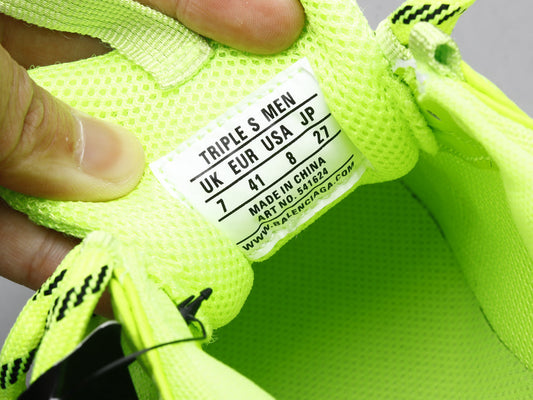 TRIPLE S MEN
UK EUR USA JP
7 41 8 27
MADE IN CHINA
ART NO. 541624
WWW.BALENCIAGA.COM